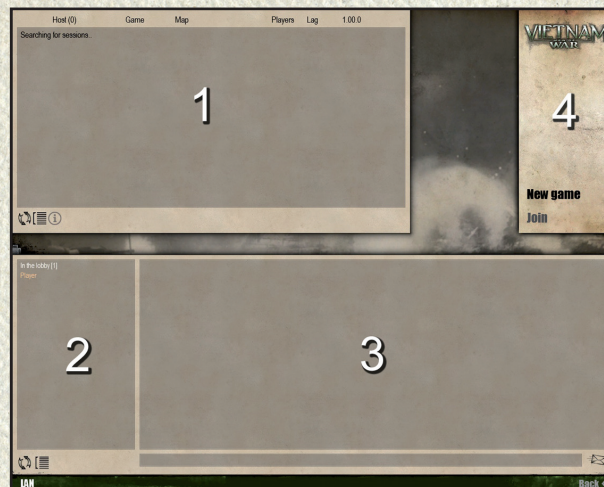 Host (0) Game Map Players Lag 1.00.0
Searching for sessions..
1
VIETNAM
WAR
4
New game
Join
In the lobby [1]
Player
2
3
LAN
Back